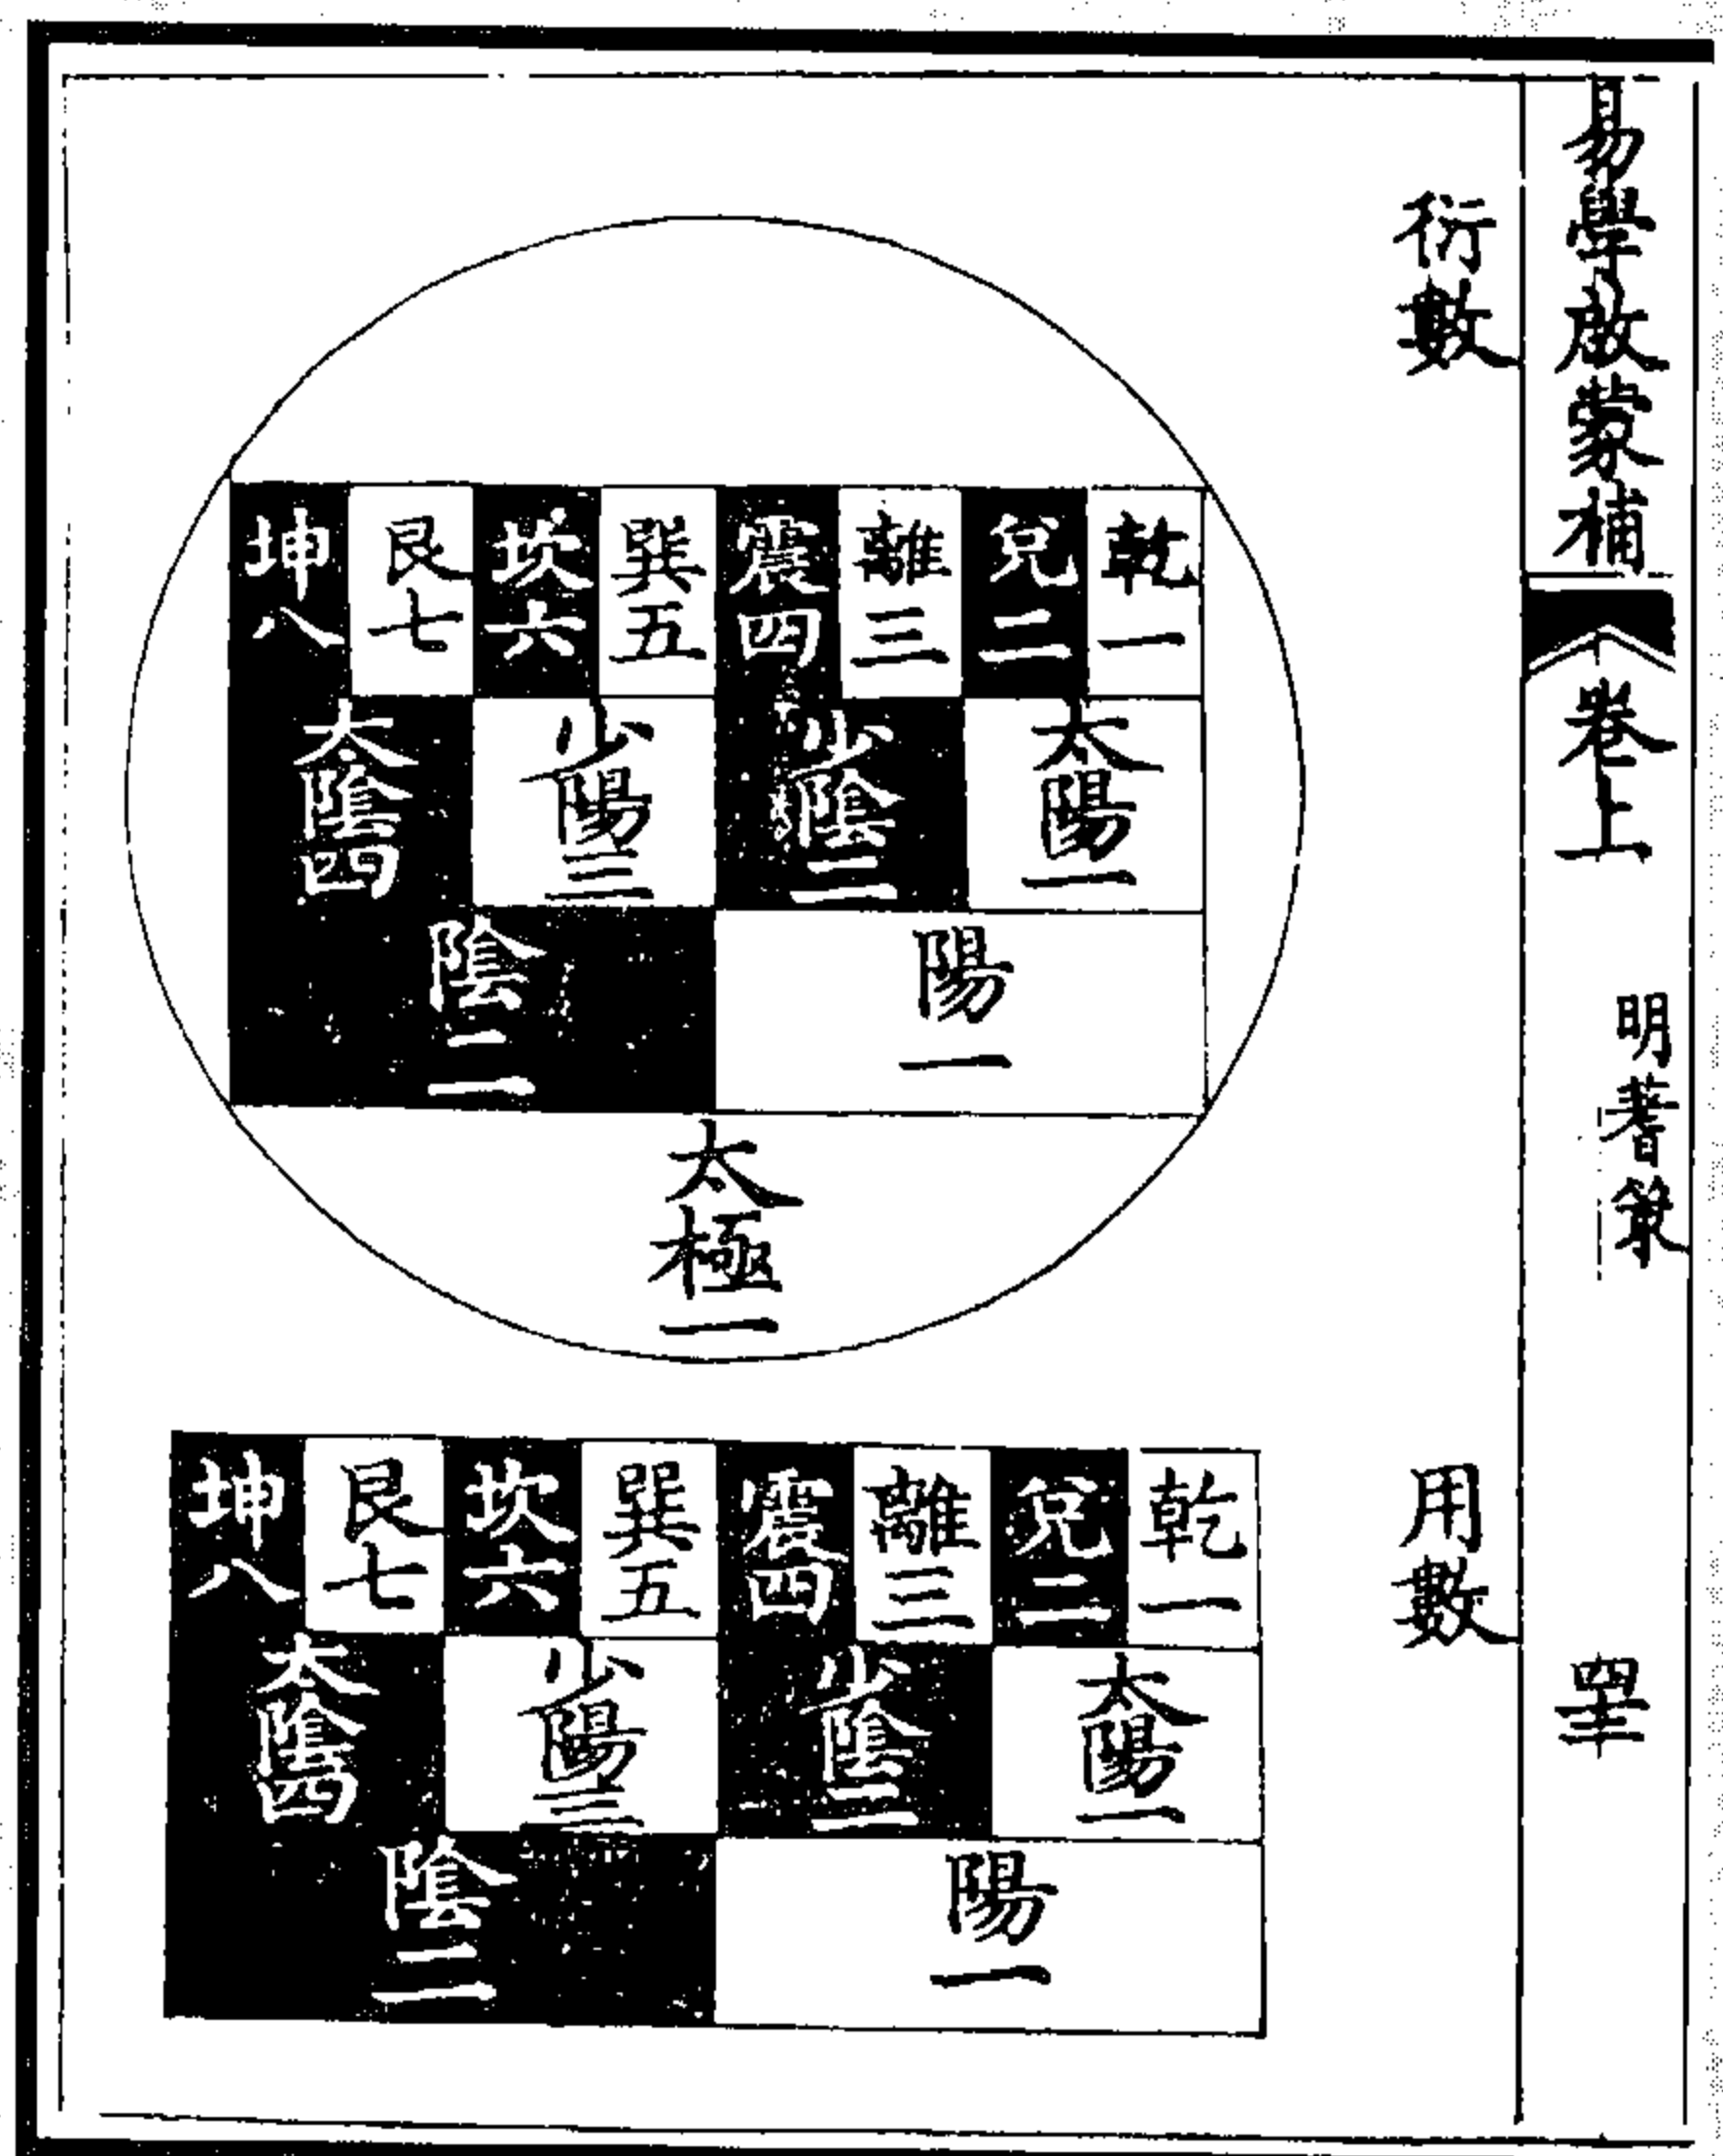 易學啟蒙補
卷上
明蓍策
罕
衍數
乾一
兌二
離三
震四
巽五
坎六
艮七
坤八
太陽一
少陰二
少陽三
太陰四
陽一
陰二
太極一
用數
乾一
兌二
離三
震四
巽五
坎六
艮七
坤八
太陽一
少陰二
少陽三
太陰四
陽一
陰二